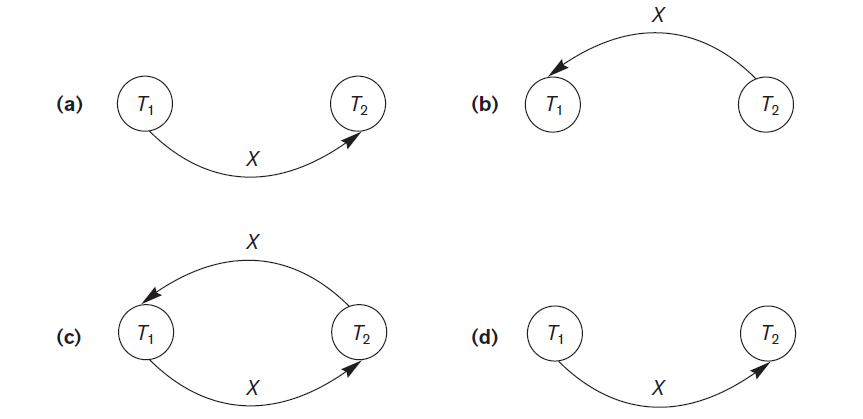 X
(a) T₁ T₂ (b) T₁ T₂
X
X
X
(c) T₁ T₂ (d) T₁ T₂
X X